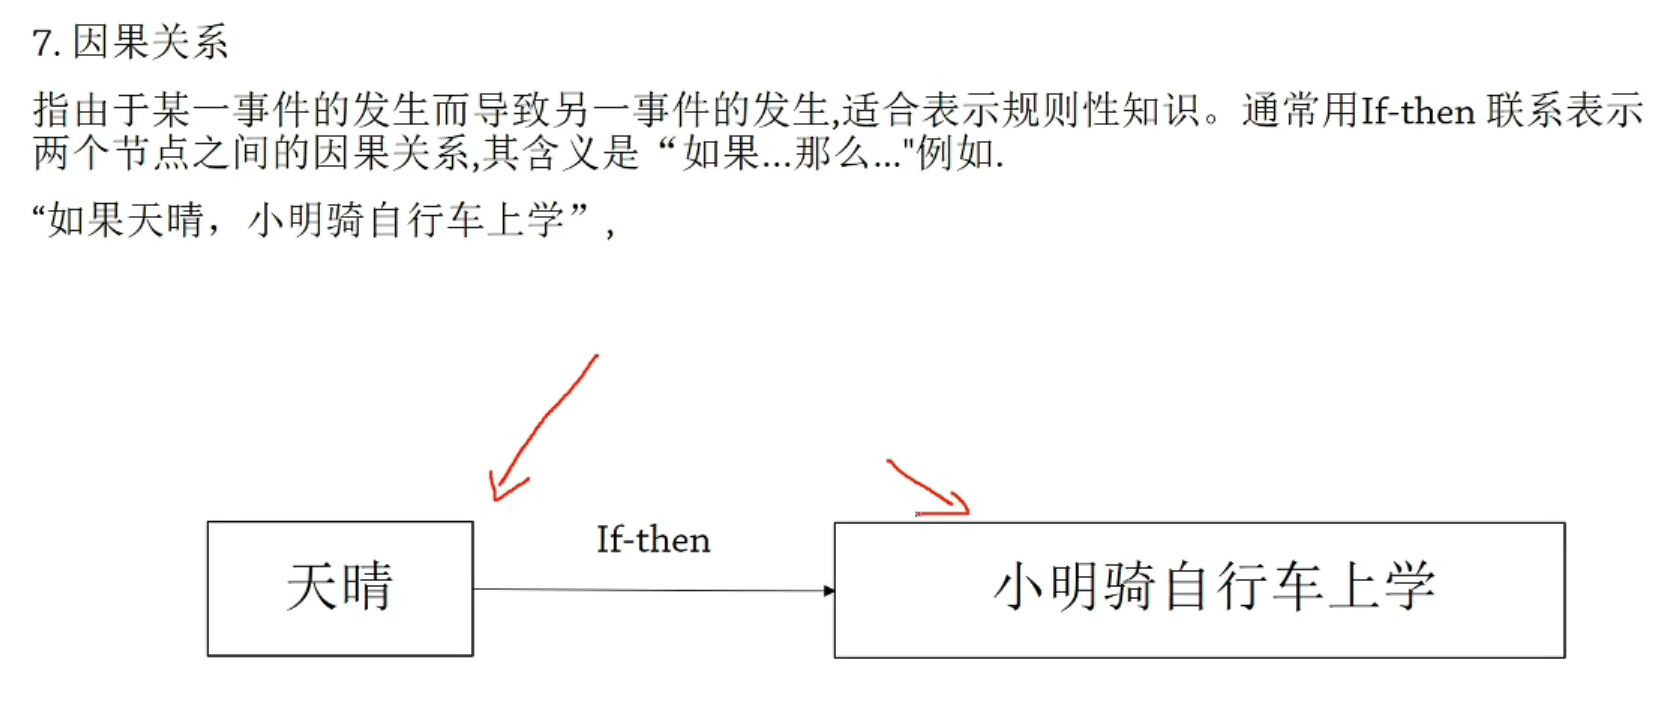 7. 因果关系
指由于某一事件的发生而导致另一事件的发生,适合表示规则性知识。通常用If-then 联系表示
两个节点之间的因果关系,其含义是“如果...那么..."例如.
“如果天晴，小明骑自行车上学”,
If-then
天晴
小明骑自行车上学